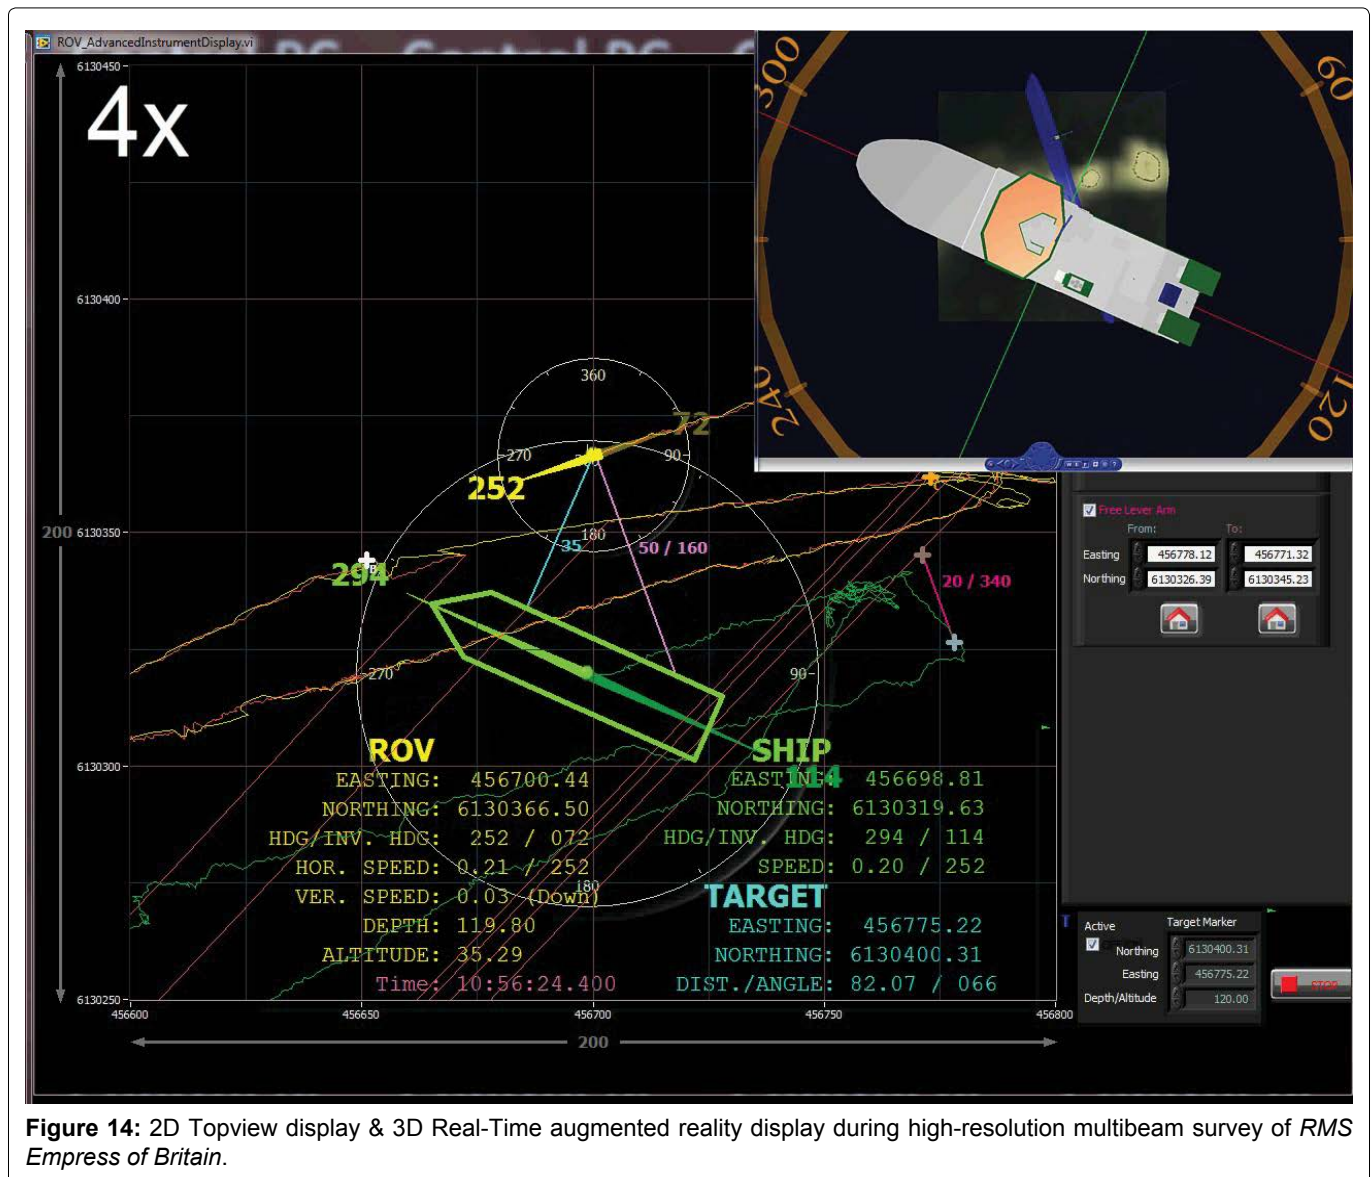 ROV_AdvancedInstrumentDisplay.vi
4x
6130450
6130400
6130350
6130300
6130250
200
456600
456650
456700
456750
456800
200
300
60
240
120
360
270
90
180
72
252
35
50 / 160
294
B
270
90
180
20 / 340
114
ROV
EASTING: 456700.44
NORTHING: 6130366.50
HDG/INV. HDG: 252 / 072
HOR. SPEED: 0.21 / 252
VER. SPEED: 0.03 (Down)
DEPTH: 119.80
ALTITUDE: 35.29
Time: 10:56:24.400
SHIP
EASTING: 456698.81
NORTHING: 6130319.63
HDG/INV. HDG: 294 / 114
SPEED: 0.20 / 252
TARGET
EASTING: 456775.22
NORTHING: 6130400.31
DIST./ANGLE: 82.07 / 066
Free Lever Arm
From: To:
Easting 456778.12 456771.32
Northing 6130326.39 6130345.23
T
Active Target Marker
Northing 6130400.31
Easting 456775.22
Depth/Altitude 120.00
STOP
Figure 14: 2D Topview display & 3D Real-Time augmented reality display during high-resolution multibeam survey of RMS
Empress of Britain.